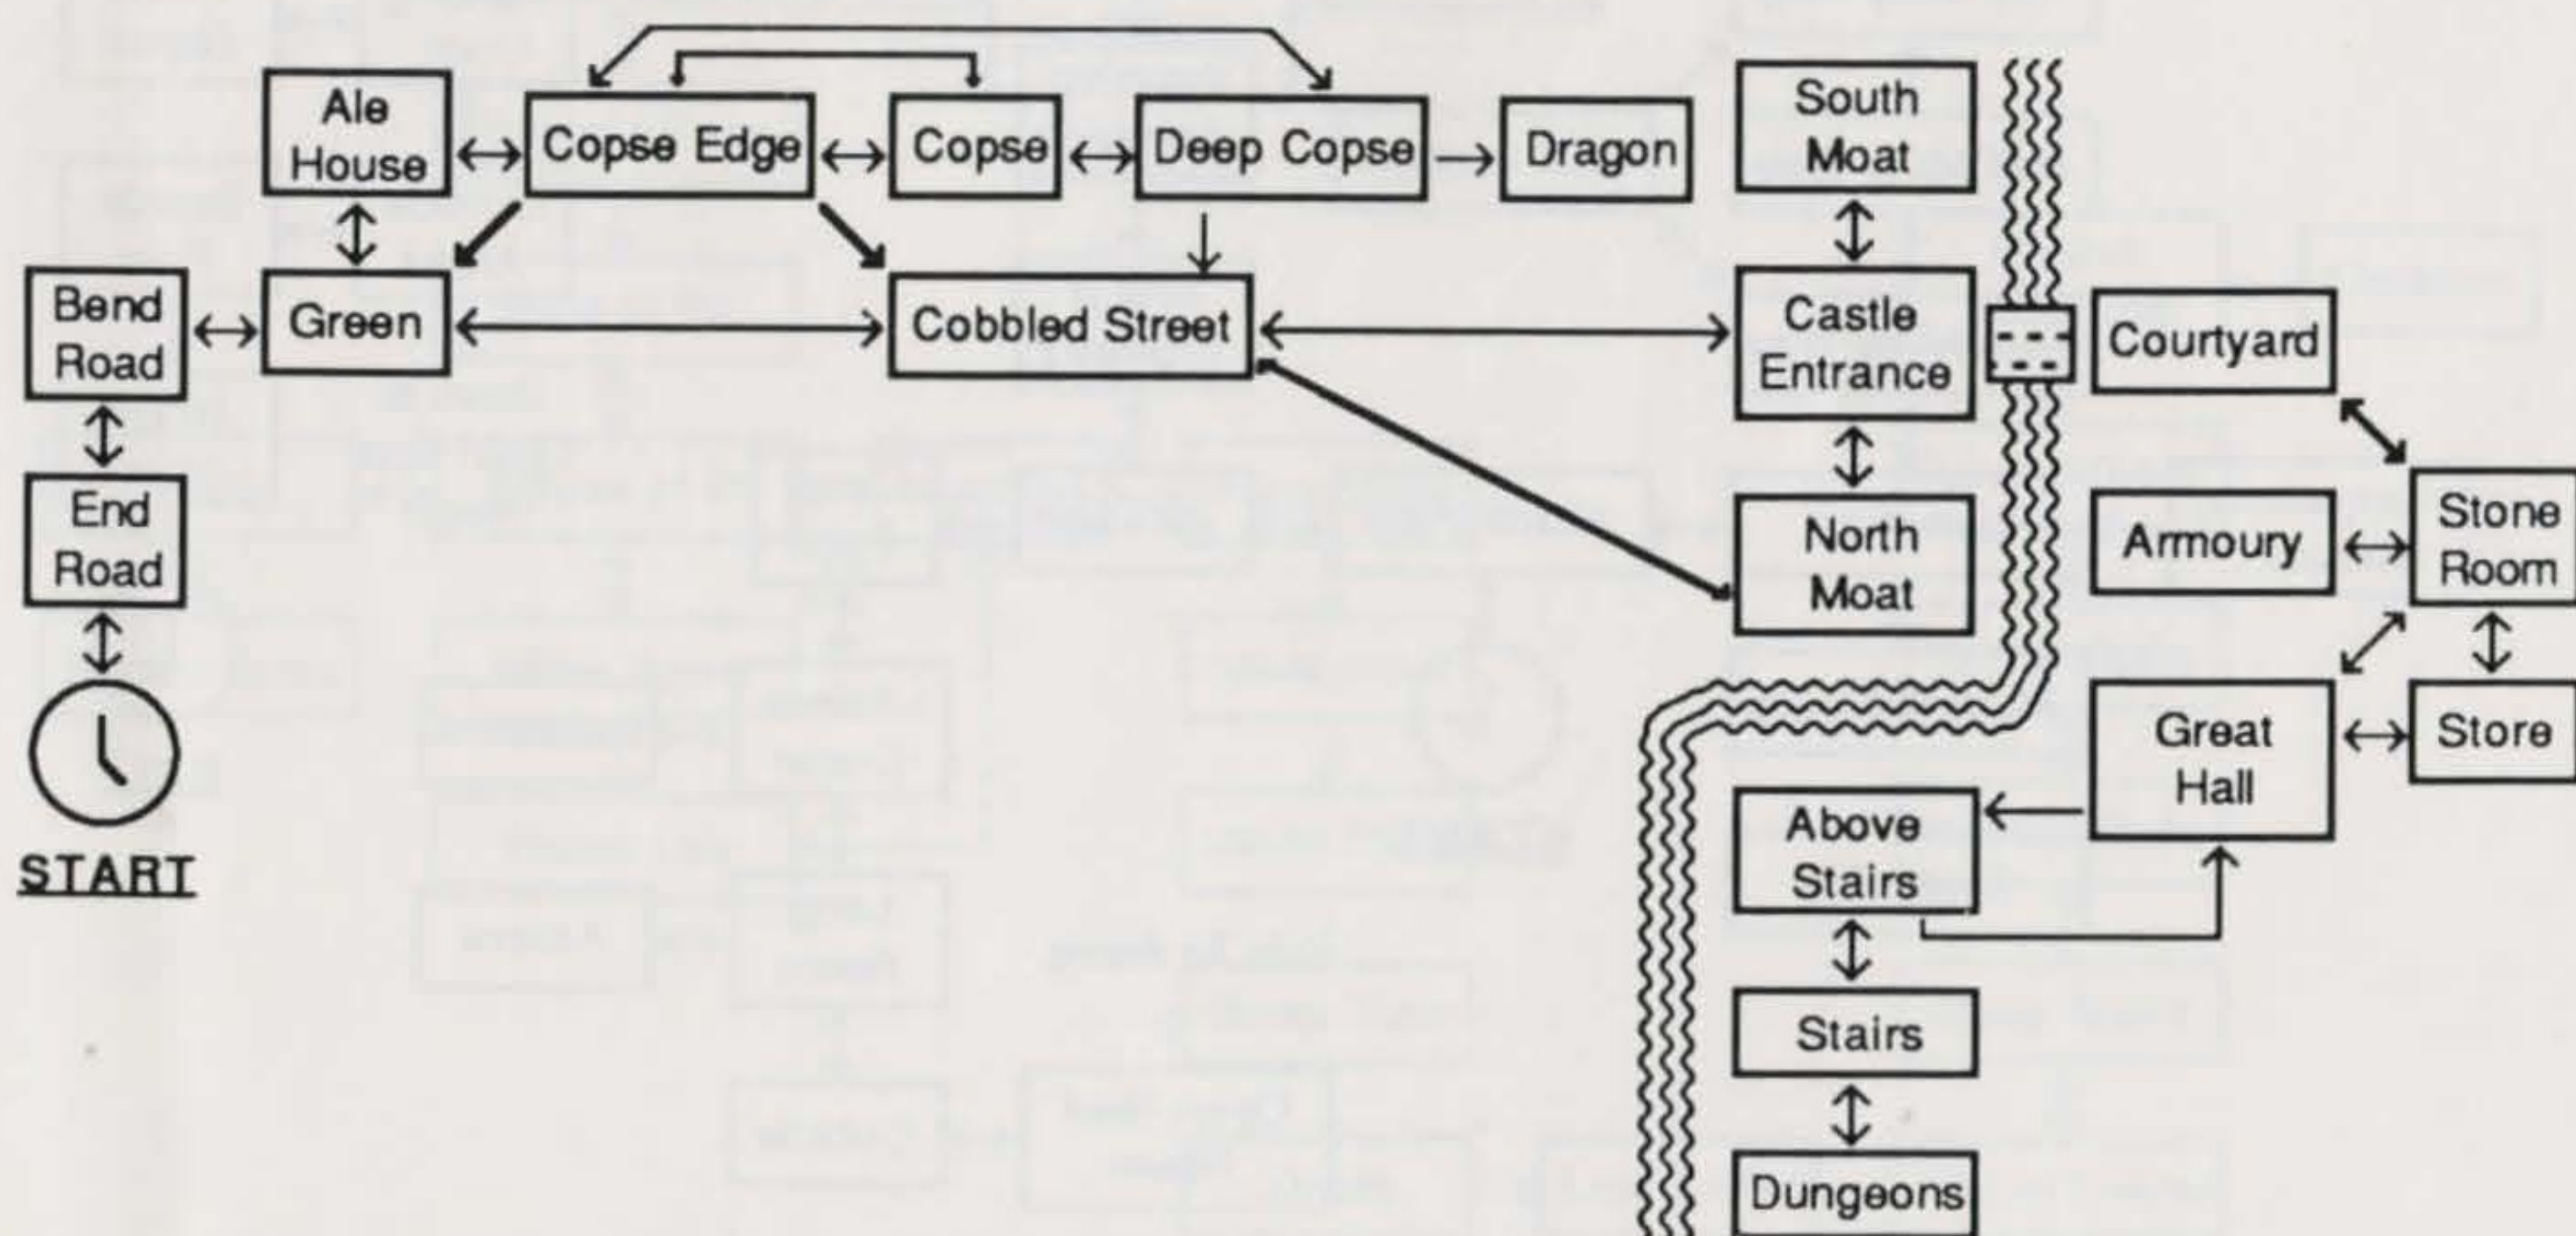 Ale
House
Copse Edge
Copse
Deep Copse
Dragon
South
Moat
Bend
Road
Green
Cobbled Street
Castle
Entrance
Courtyard
End
Road
North
Moat
Armoury
Stone
Room
START
Great
Hall
Store
Above
Stairs
Stairs
Dungeons